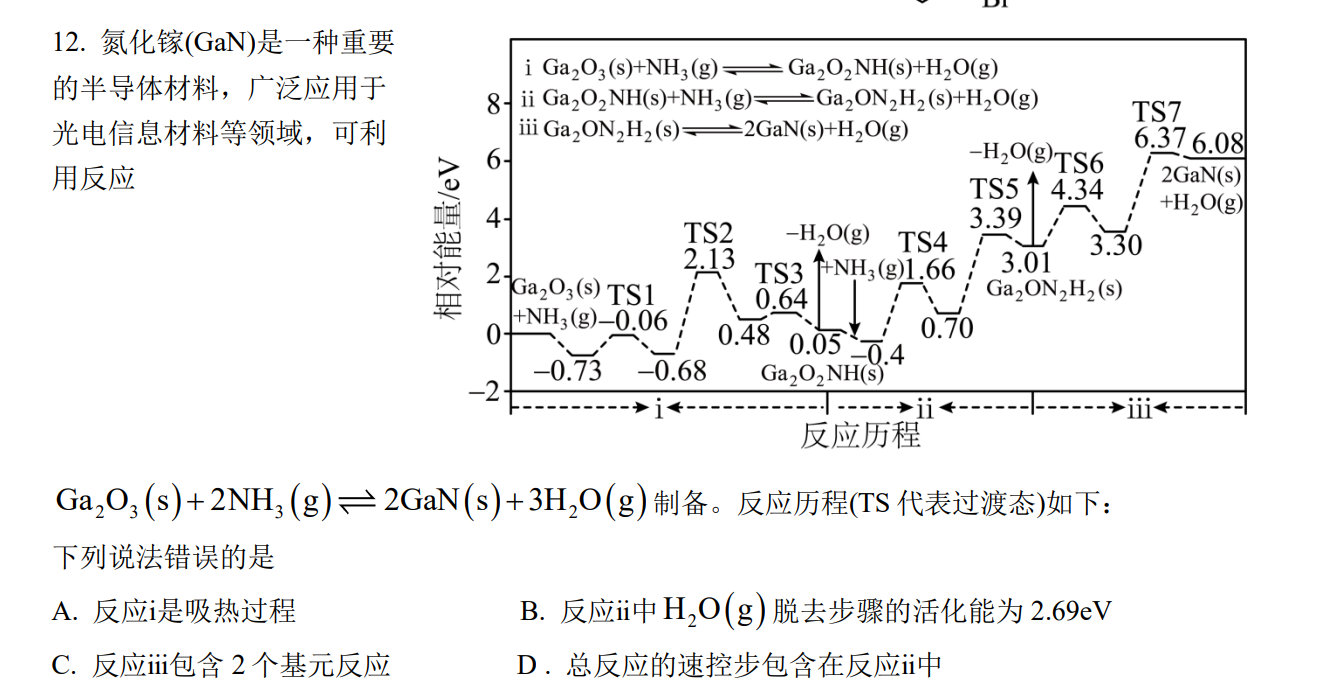 Br
12. 氮化镓(GaN)是一种重要
的半导体材料，广泛应用于
光电信息材料等领域，可利
用反应
i Ga₂O₃(s)+NH₃(g)⇌Ga₂O₂NH(s)+H₂O(g)
ii Ga₂O₂NH(s)+NH₃(g)⇌Ga₂ON₂H₂(s)+H₂O(g)
iii Ga₂ON₂H₂(s)⇌2GaN(s)+H₂O(g)
相对能量/eV
8
6
4
2
0
−2
Ga₂O₃(s)
+NH₃(g)
−0.73
TS1
−0.06
−0.68
TS2
2.13
0.48
TS3
0.64
−H₂O(g)
0.05
Ga₂O₂NH(s)
+NH₃(g)
−0.4
TS4
1.66
0.70
TS5
3.39
−H₂O(g)
3.01
Ga₂ON₂H₂(s)
TS6
4.34
3.30
TS7
6.37
6.08
2GaN(s)
+H₂O(g)
i
ii
iii
反应历程
Ga₂O₃(s)+2NH₃(g)⇌2GaN(s)+3H₂O(g)制备。反应历程(TS 代表过渡态)如下：
下列说法错误的是
A. 反应ⅰ是吸热过程 B. 反应ⅱ中H₂O(g)脱去步骤的活化能为 2.69eV
C. 反应ⅲ包含 2 个基元反应 D．总反应的速控步包含在反应ⅱ中